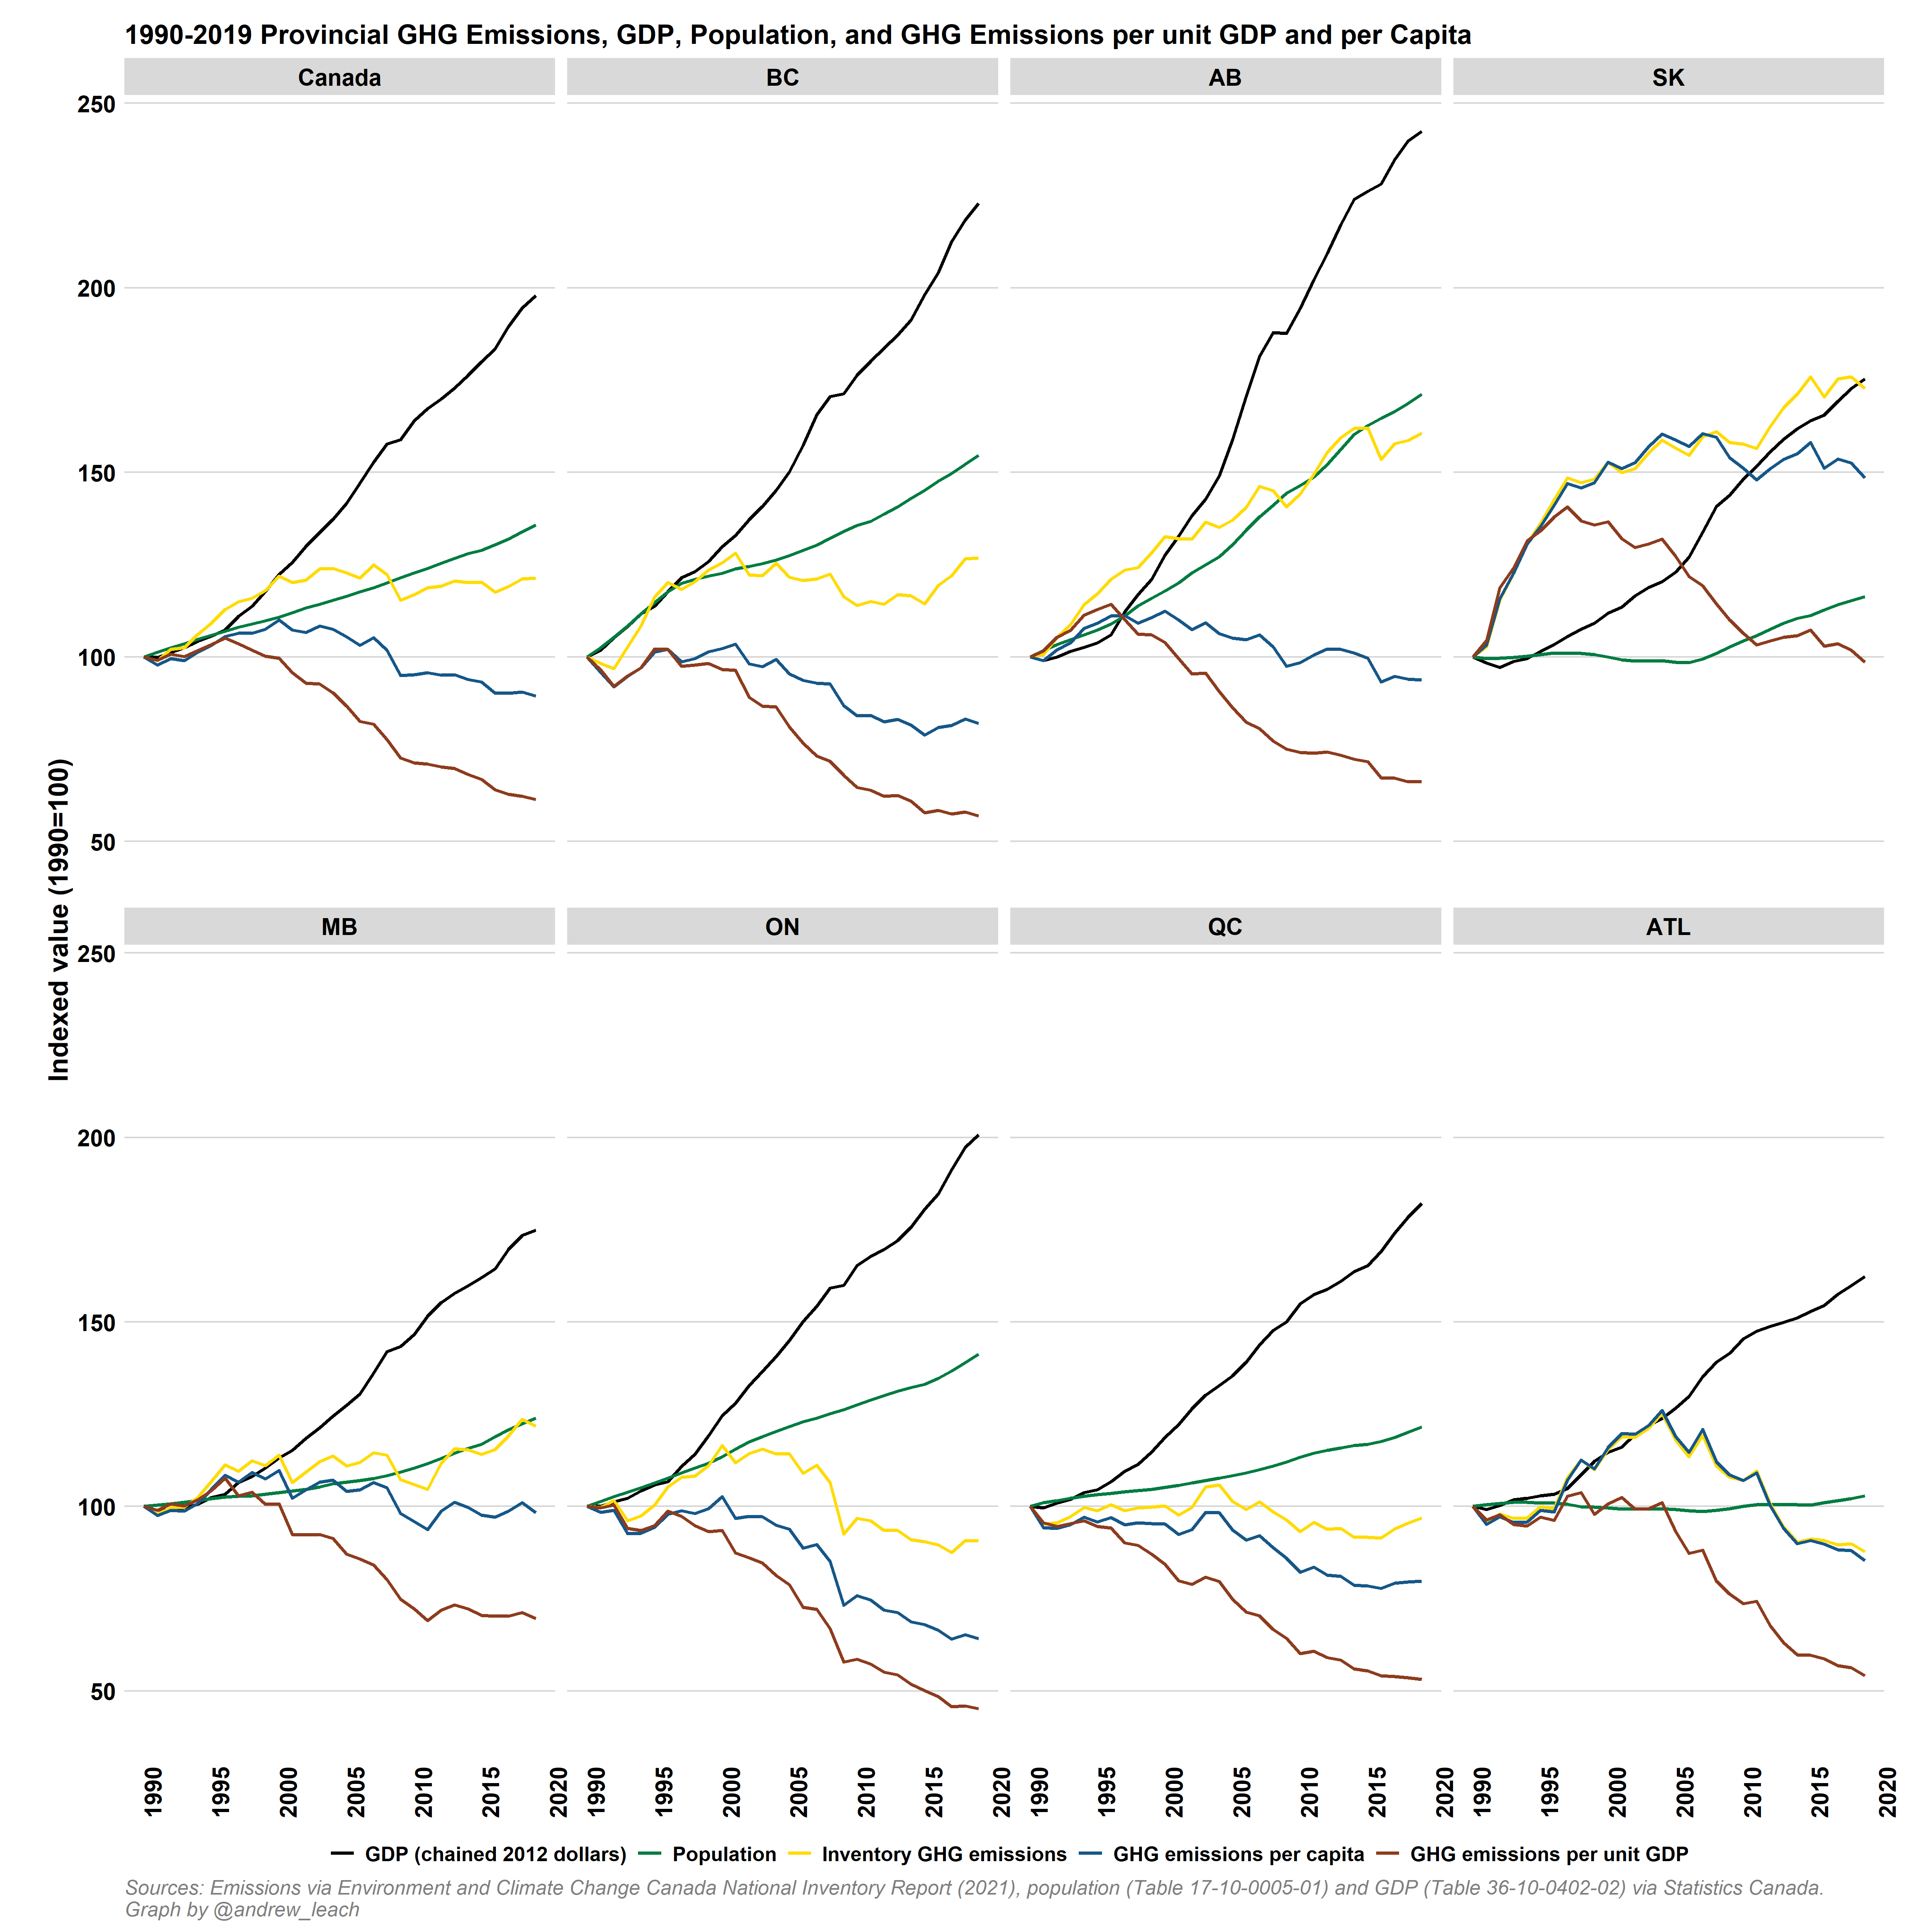 1990-2019 Provincial GHG Emissions, GDP, Population, and GHG Emissions per unit GDP and per Capita
Canada BC AB SK
250
200
150
100
50
Indexed value (1990=100)
MB ON QC ATL
250
200
150
100
50
1990 1995 2000 2005 2010 2015 2020 1990 1995 2000 2005 2010 2015 2020 1990 1995 2000 2005 2010 2015 2020 1990 1995 2000 2005 2010 2015 2020
GDP (chained 2012 dollars) Population Inventory GHG emissions GHG emissions per capita GHG emissions per unit GDP
Sources: Emissions via Environment and Climate Change Canada National Inventory Report (2021), population (Table 17-10-0005-01) and GDP (Table 36-10-0402-02) via Statistics Canada.
Graph by @andrew_leach